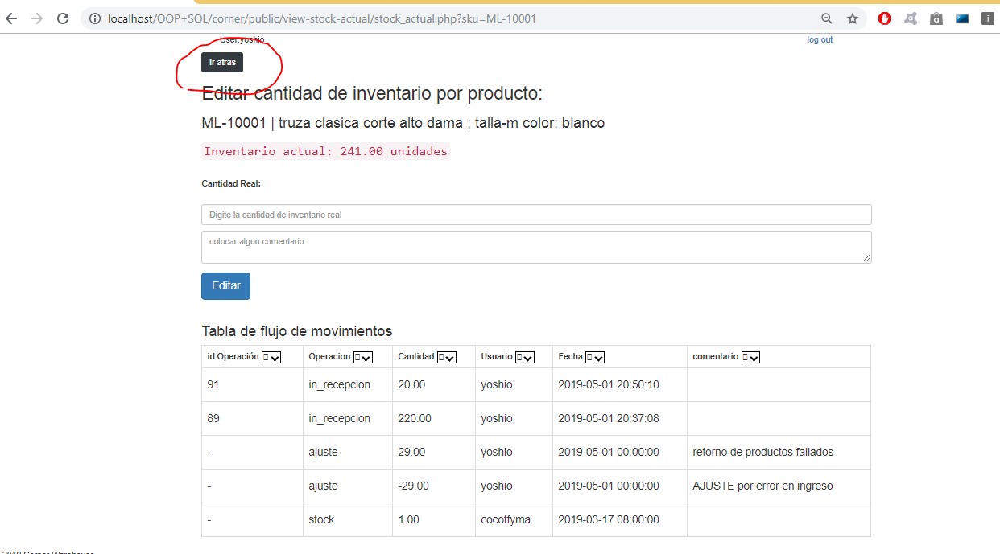 localhost/OOP+SQL/corner/public/view-stock-actual/stock_actual.php?sku=ML-10001
User:yoshio log out
Ir atras
Editar cantidad de inventario por producto:
ML-10001 | truza clasica corte alto dama ; talla-m color: blanco
Inventario actual: 241.00 unidades
Cantidad Real:
Digite la cantidad de inventario real
colocar algun comentario
Editar
Tabla de flujo de movimientos
id Operación Operacion Cantidad Usuario Fecha comentario
91 in_recepcion 20.00 yoshio 2019-05-01 20:50:10
89 in_recepcion 220.00 yoshio 2019-05-01 20:37:08
- ajuste 29.00 yoshio 2019-05-01 00:00:00 retorno de productos fallados
- ajuste -29.00 yoshio 2019-05-01 00:00:00 AJUSTE por error en ingreso
- stock 1.00 cocotfyma 2019-03-17 08:00:00
2019 Corner Warehouse